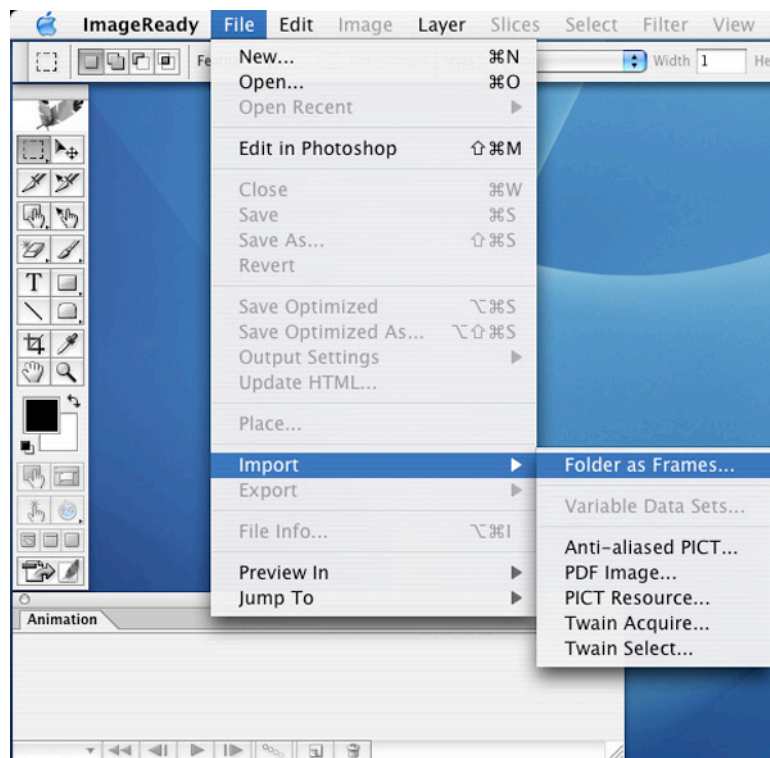 ImageReady File Edit Image Layer Slices Select Filter View
Width 1 He
New... ⌘N
Open... ⌘O
Open Recent
Edit in Photoshop ⇧⌘M
Close ⌘W
Save ⌘S
Save As... ⇧⌘S
Revert
Save Optimized ⌥⌘S
Save Optimized As... ⌥⇧⌘S
Output Settings
Update HTML...
Place...
Import
Export
File Info... ⌥⌘I
Preview In
Jump To
Folder as Frames...
Variable Data Sets...
Anti-aliased PICT...
PDF Image...
PICT Resource...
Twain Acquire...
Twain Select...
T
Animation